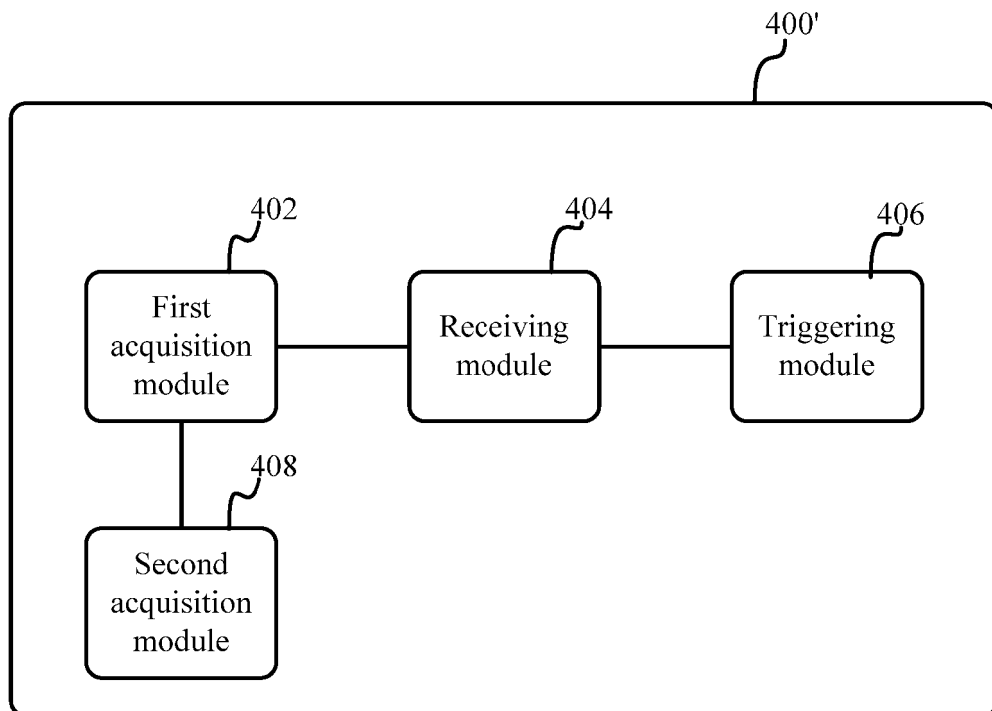 400'
402
404
406
First
acquisition
module
Receiving
module
Triggering
module
408
Second
acquisition
module